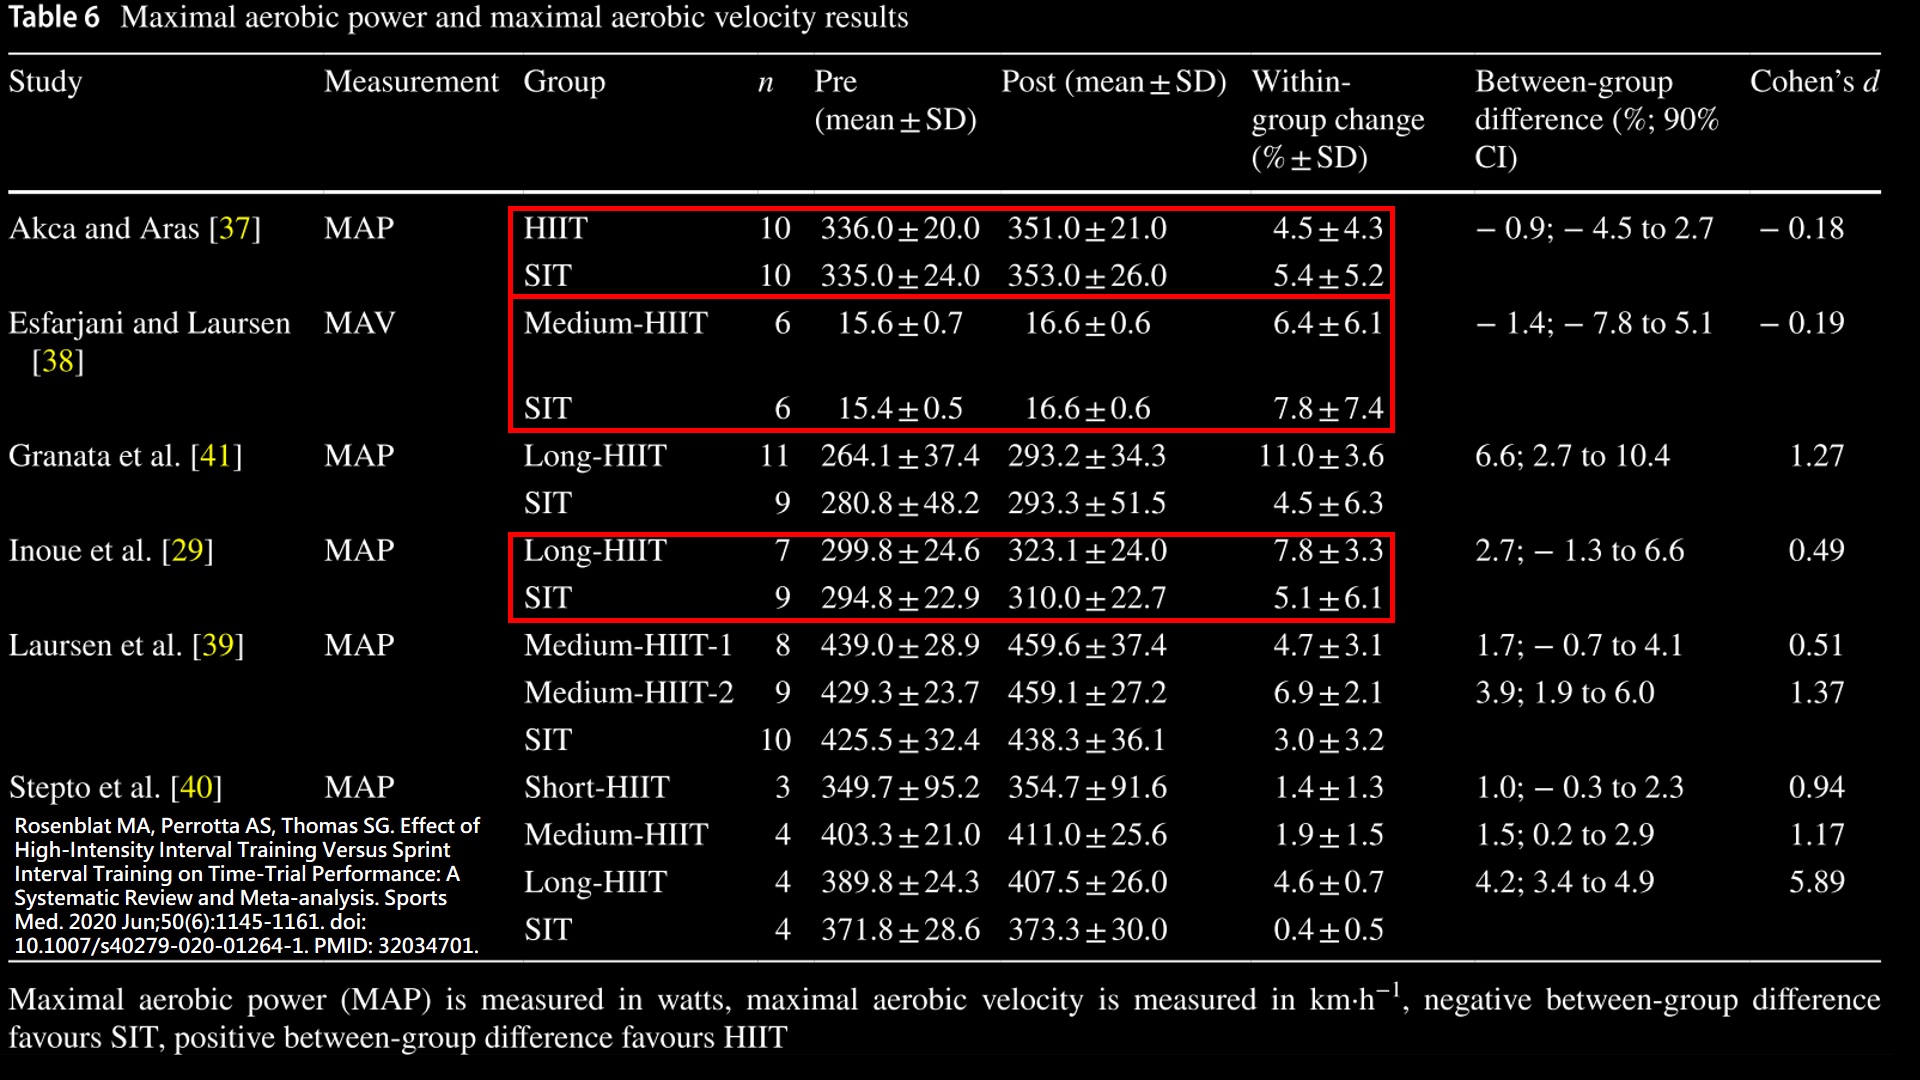 Table 6 Maximal aerobic power and maximal aerobic velocity results
Study Measurement Group n Pre (mean ± SD) Post (mean ± SD) Within-group change (% ± SD) Between-group difference (%; 90% CI) Cohen's d
Akca and Aras [37] MAP HIIT 10 336.0 ± 20.0 351.0 ± 21.0 4.5 ± 4.3 − 0.9; − 4.5 to 2.7 − 0.18
SIT 10 335.0 ± 24.0 353.0 ± 26.0 5.4 ± 5.2
Esfarjani and Laursen [38] MAV Medium-HIIT 6 15.6 ± 0.7 16.6 ± 0.6 6.4 ± 6.1 − 1.4; − 7.8 to 5.1 − 0.19
SIT 6 15.4 ± 0.5 16.6 ± 0.6 7.8 ± 7.4
Granata et al. [41] MAP Long-HIIT 11 264.1 ± 37.4 293.2 ± 34.3 11.0 ± 3.6 6.6; 2.7 to 10.4 1.27
SIT 9 280.8 ± 48.2 293.3 ± 51.5 4.5 ± 6.3
Inoue et al. [29] MAP Long-HIIT 7 299.8 ± 24.6 323.1 ± 24.0 7.8 ± 3.3 2.7; − 1.3 to 6.6 0.49
SIT 9 294.8 ± 22.9 310.0 ± 22.7 5.1 ± 6.1
Laursen et al. [39] MAP Medium-HIIT-1 8 439.0 ± 28.9 459.6 ± 37.4 4.7 ± 3.1 1.7; − 0.7 to 4.1 0.51
Medium-HIIT-2 9 429.3 ± 23.7 459.1 ± 27.2 6.9 ± 2.1 3.9; 1.9 to 6.0 1.37
SIT 10 425.5 ± 32.4 438.3 ± 36.1 3.0 ± 3.2
Stepto et al. [40] MAP Short-HIIT 3 349.7 ± 95.2 354.7 ± 91.6 1.4 ± 1.3 1.0; − 0.3 to 2.3 0.94
Medium-HIIT 4 403.3 ± 21.0 411.0 ± 25.6 1.9 ± 1.5 1.5; 0.2 to 2.9 1.17
Long-HIIT 4 389.8 ± 24.3 407.5 ± 26.0 4.6 ± 0.7 4.2; 3.4 to 4.9 5.89
SIT 4 371.8 ± 28.6 373.3 ± 30.0 0.4 ± 0.5
Rosenblat MA, Perrotta AS, Thomas SG. Effect of
High-Intensity Interval Training Versus Sprint
Interval Training on Time-Trial Performance: A
Systematic Review and Meta-analysis. Sports
Med. 2020 Jun;50(6):1145-1161. doi:
10.1007/s40279-020-01264-1. PMID: 32034701.
Maximal aerobic power (MAP) is measured in watts, maximal aerobic velocity is measured in km·h⁻¹, negative between-group difference
favours SIT, positive between-group difference favours HIIT